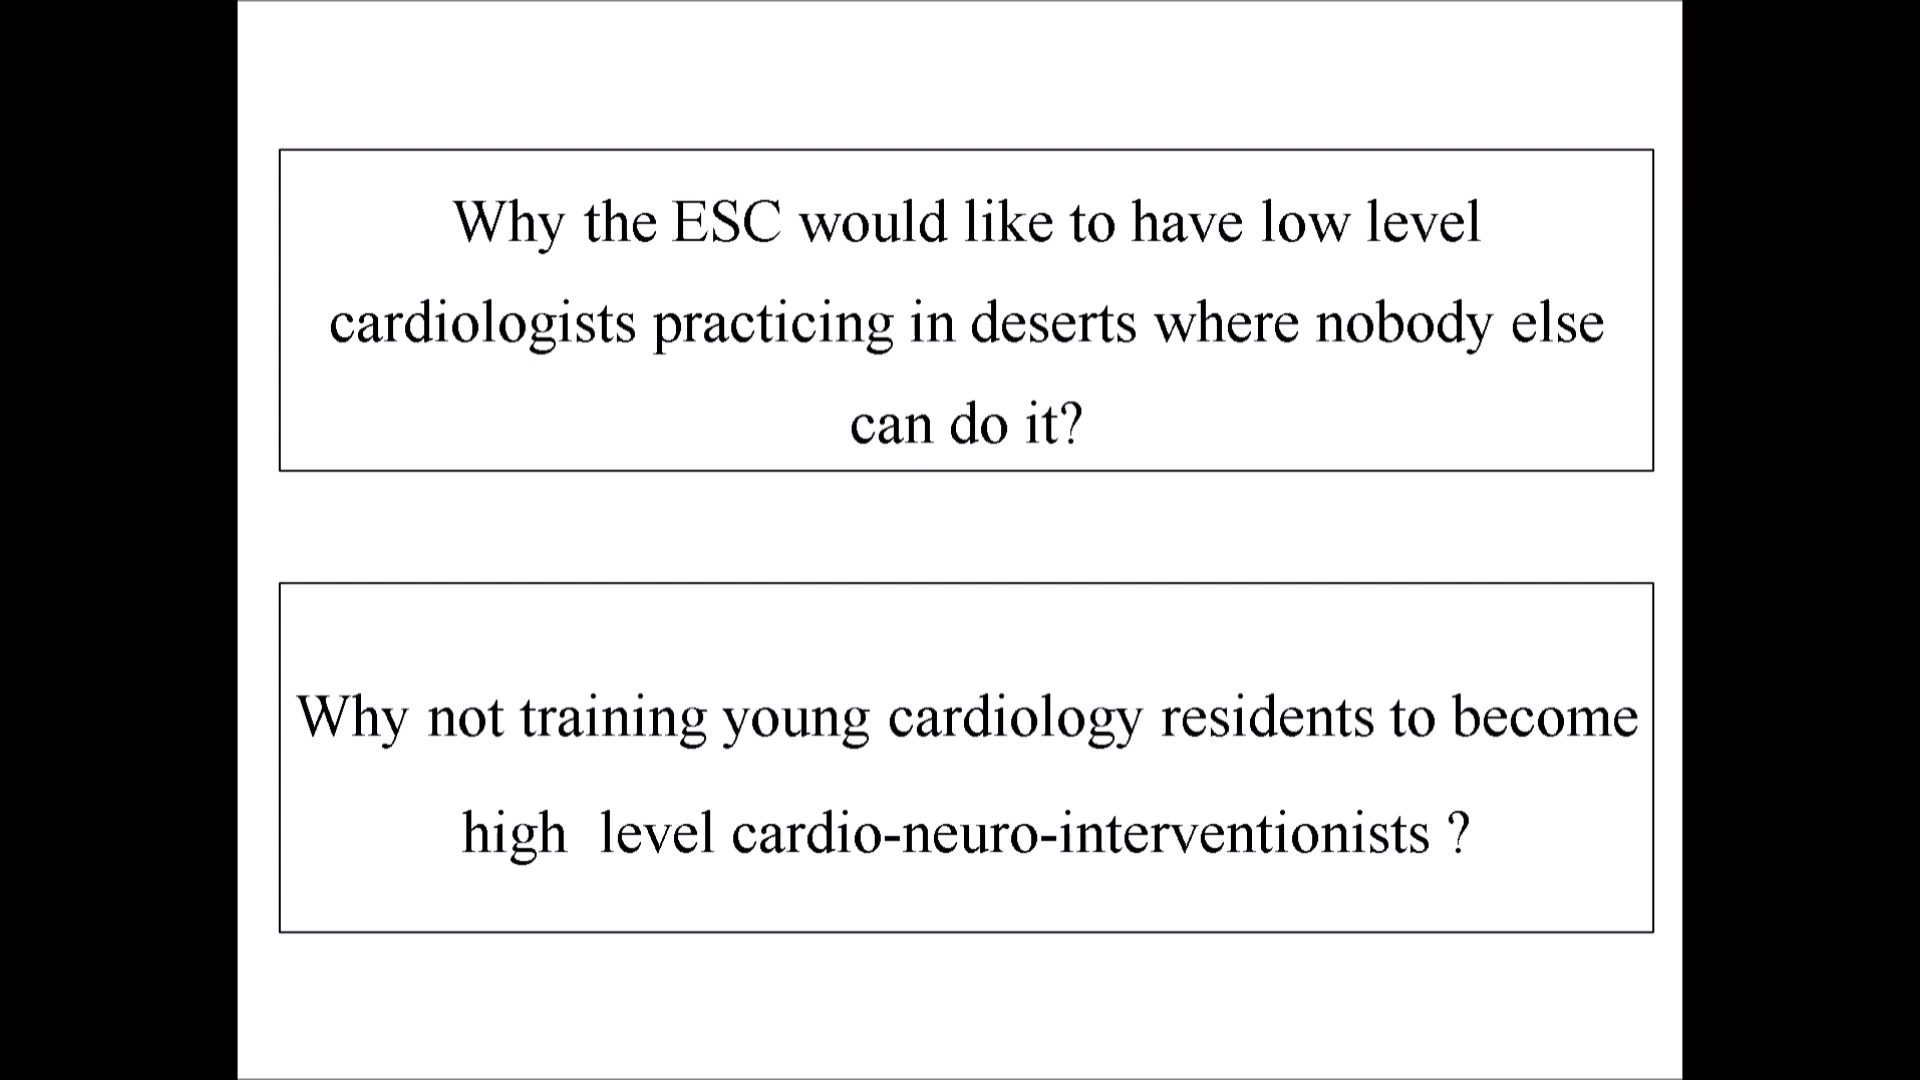 Why the ESC would like to have low level
cardiologists practicing in deserts where nobody else
can do it?
Why not training young cardiology residents to become
high  level cardio-neuro-interventionists ?